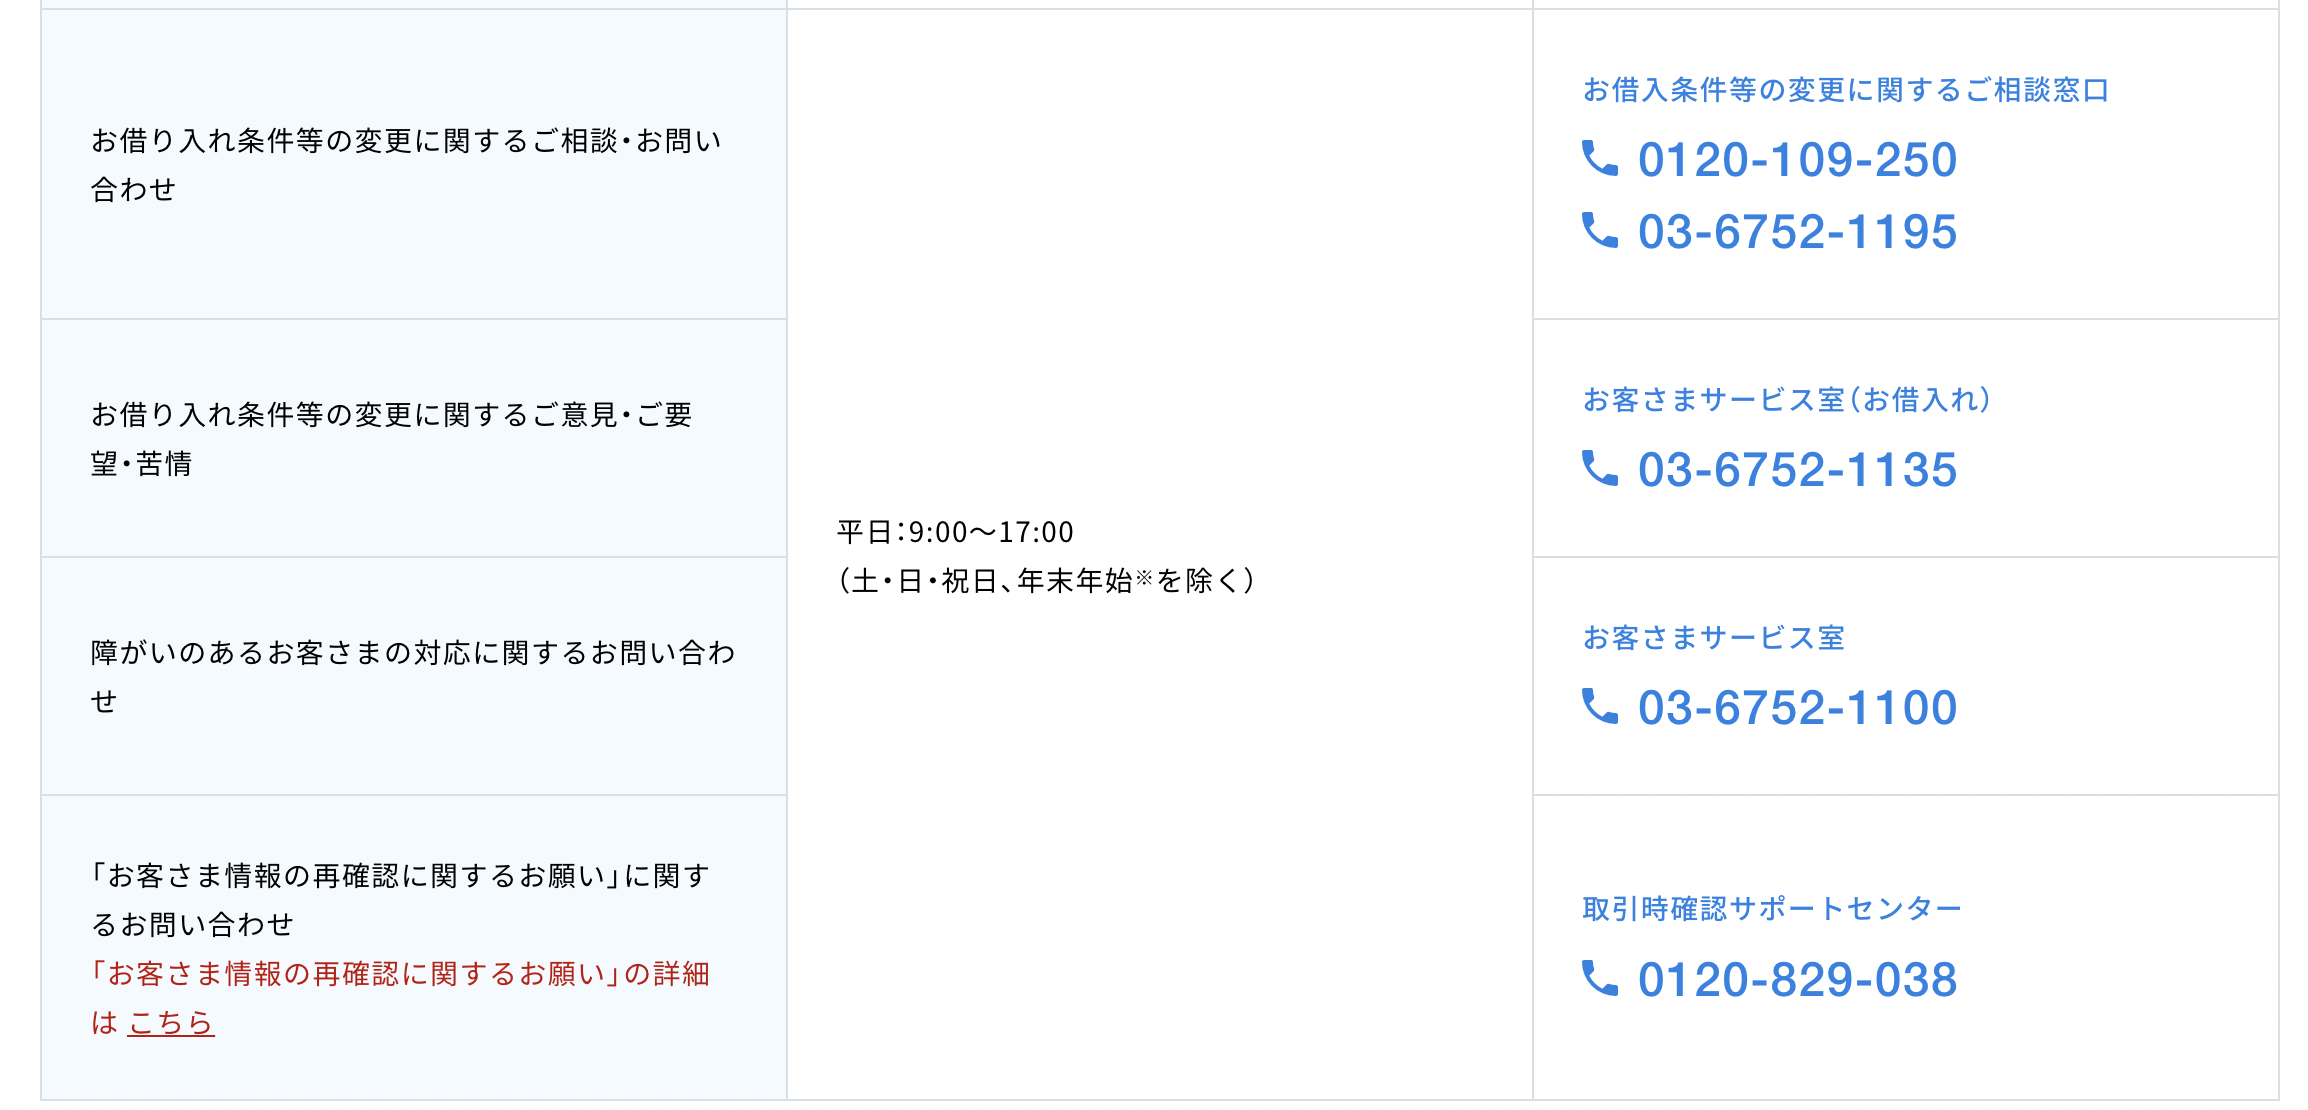 お借り入れ条件等の変更に関するご相談・お問い
合わせ
平日：9:00～17:00
（土・日・祝日、年末年始※を除く）
お借入条件等の変更に関するご相談窓口
0120-109-250
03-6752-1195
お借り入れ条件等の変更に関するご意見・ご要
望・苦情
お客さまサービス室（お借入れ）
03-6752-1135
障がいのあるお客さまの対応に関するお問い合わ
せ
お客さまサービス室
03-6752-1100
「お客さま情報の再確認に関するお願い」に関す
るお問い合わせ
「お客さま情報の再確認に関するお願い」の詳細
は こちら
取引時確認サポートセンター
0120-829-038